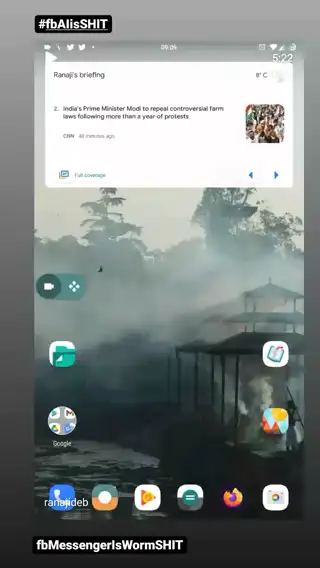 #fbAIisSHIT
09:09
5:22
Ranaji's briefing
8° C
2. India's Prime Minister Modi to repeal controversial farm
laws following more than a year of protests
CNN 48 minutes ago
Full coverage
Google
ranajideb
fbMessengerIsWormSHIT